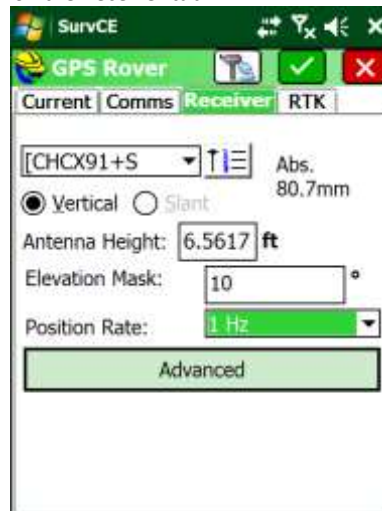 SurvCE
GPS Rover
Current Comms Receiver RTK
[CHCX91+S
Abs.
80.7mm
Vertical Slant
Antenna Height: 6.5617 ft
Elevation Mask: 10 °
Position Rate: 1 Hz
Advanced